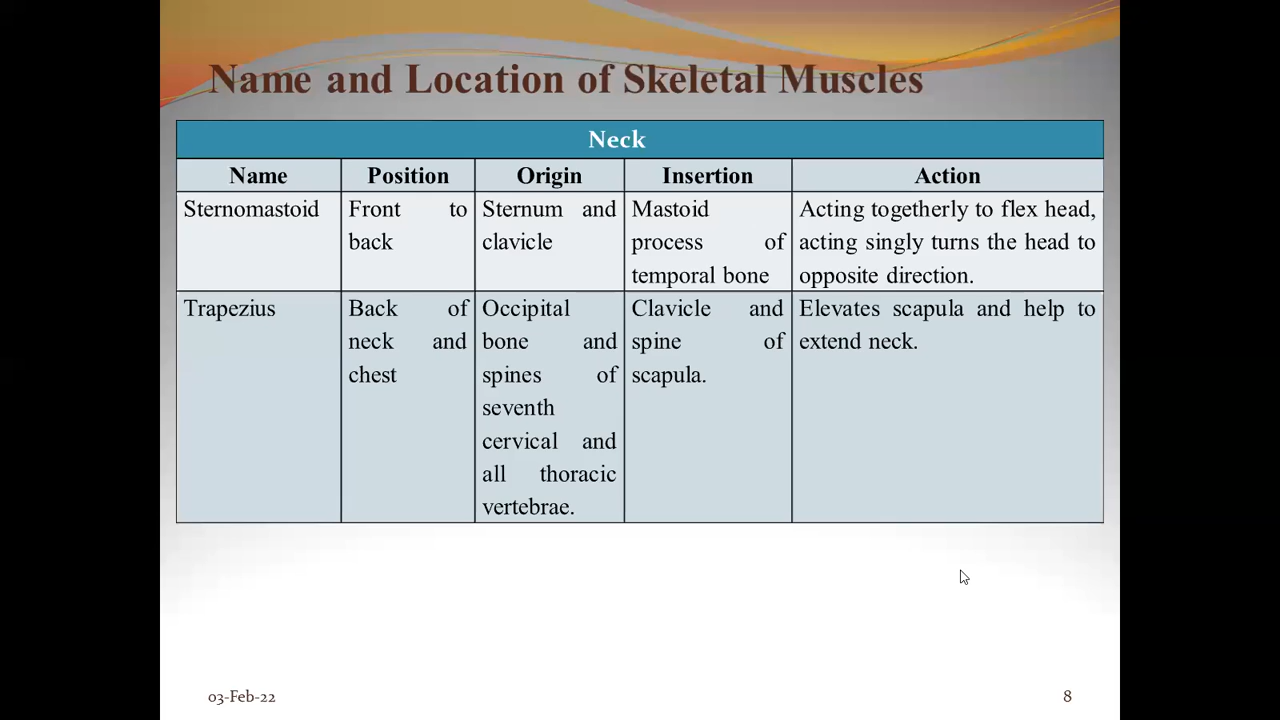 Name and Location of Skeletal Muscles
Neck
Name Position Origin Insertion Action
Sternomastoid
Front to
back
Sternum and
clavicle
Mastoid
process of
temporal bone
Acting togetherly to flex head,
acting singly turns the head to
opposite direction.
Trapezius
Back of
neck and
chest
Occipital
bone and
spines of
seventh
cervical and
all thoracic
vertebrae.
Clavicle and
spine of
scapula.
Elevates scapula and help to
extend neck.
03-Feb-22
8